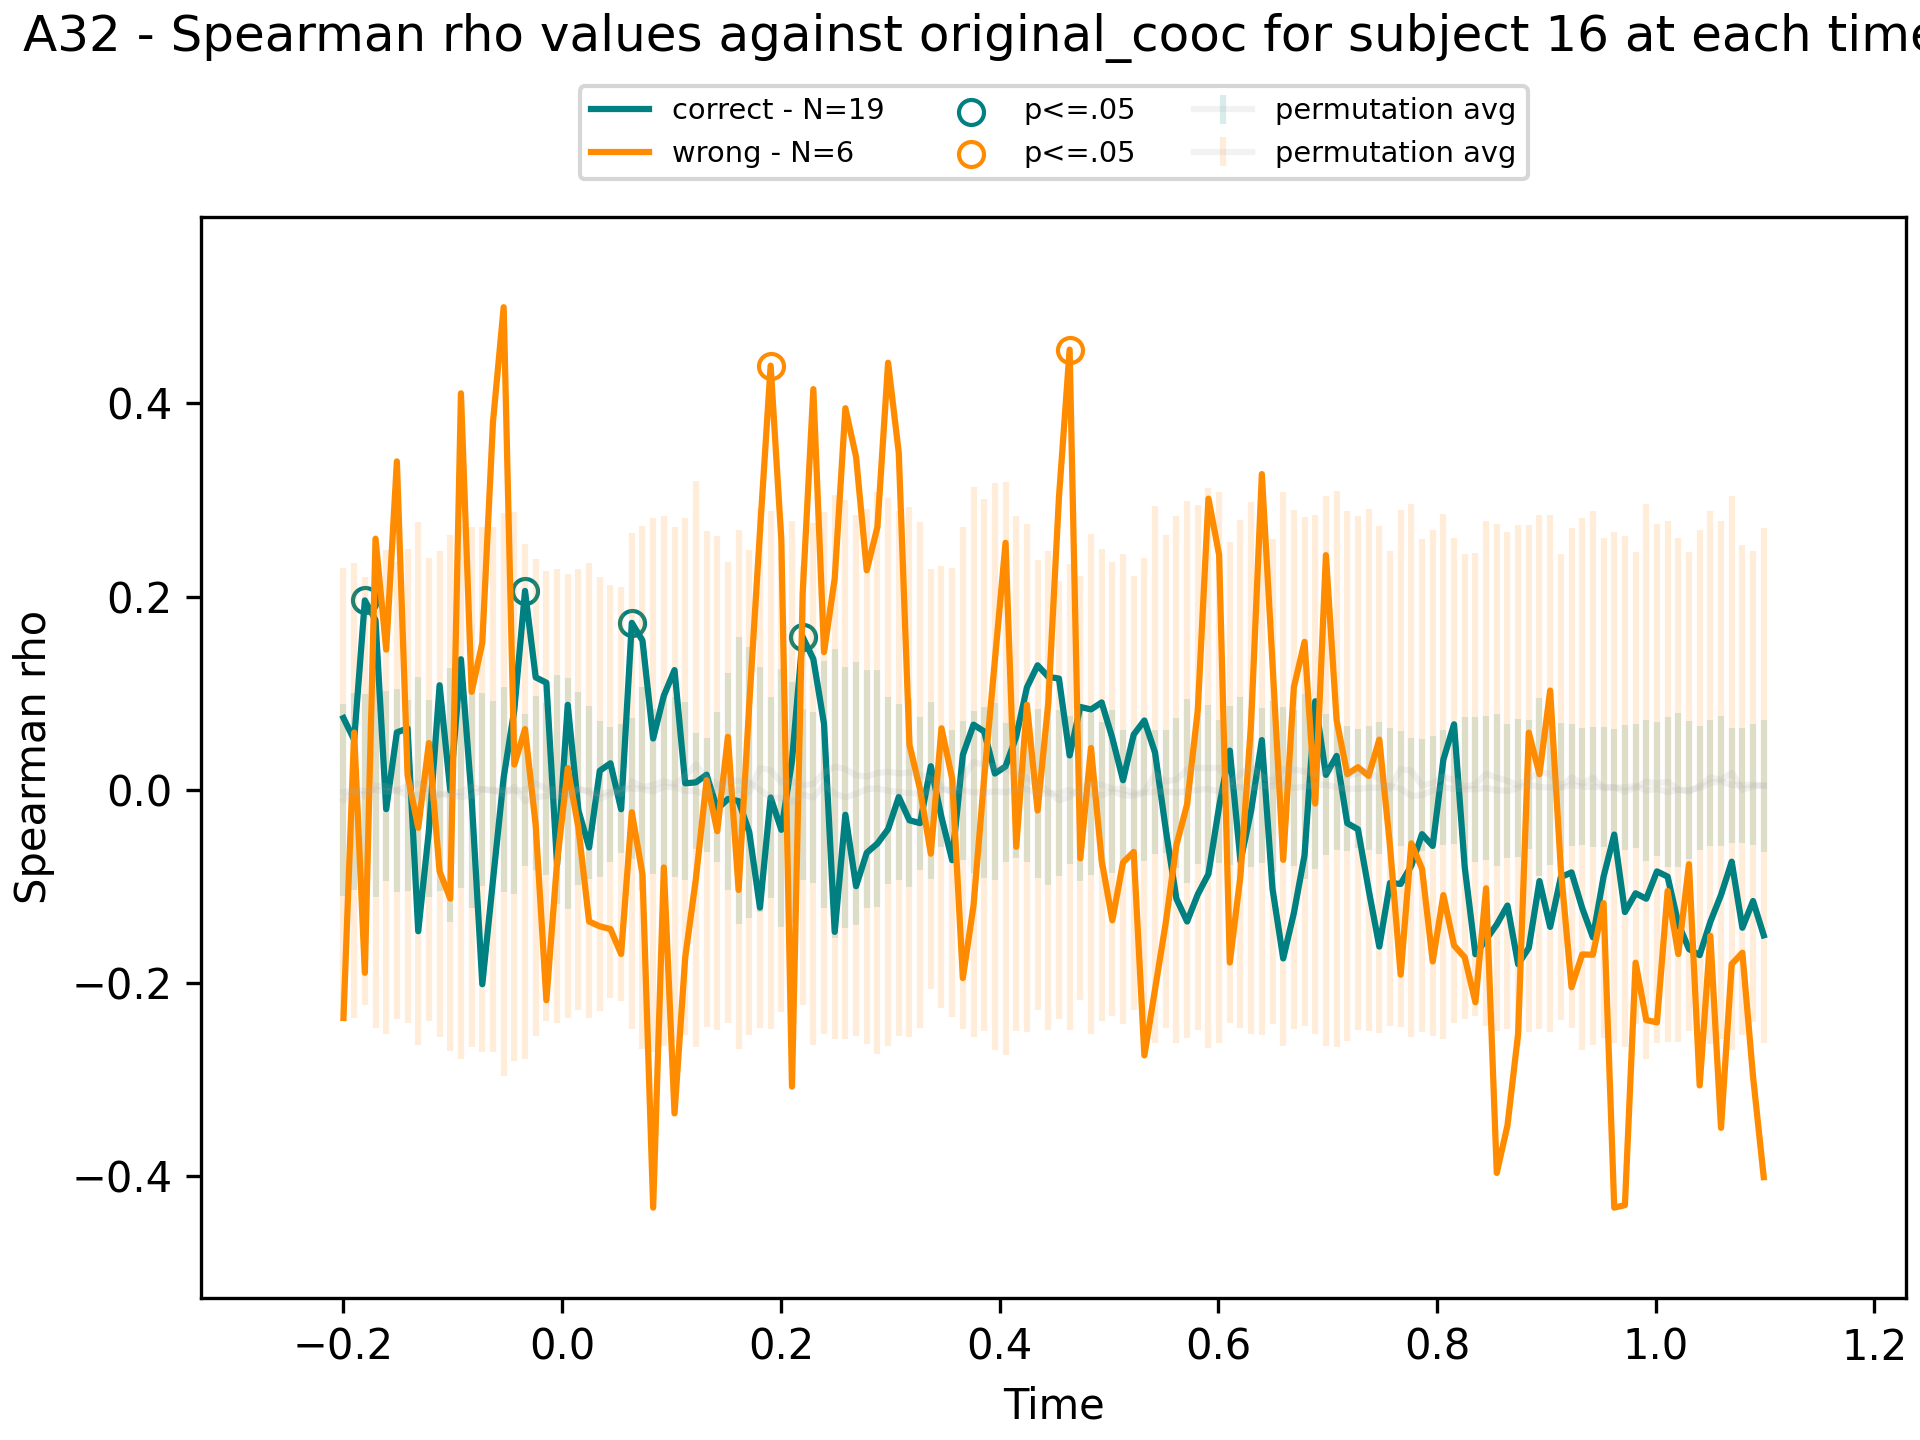 A32 - Spearman rho values against original_cooc for subject 16 at each time
correct - N=19
wrong - N=6
p<=.05
p<=.05
permutation avg
permutation avg
Spearman rho
0.4
0.2
0.0
−0.2
−0.4
−0.2 0.0 0.2 0.4 0.6 0.8 1.0 1.2
Time